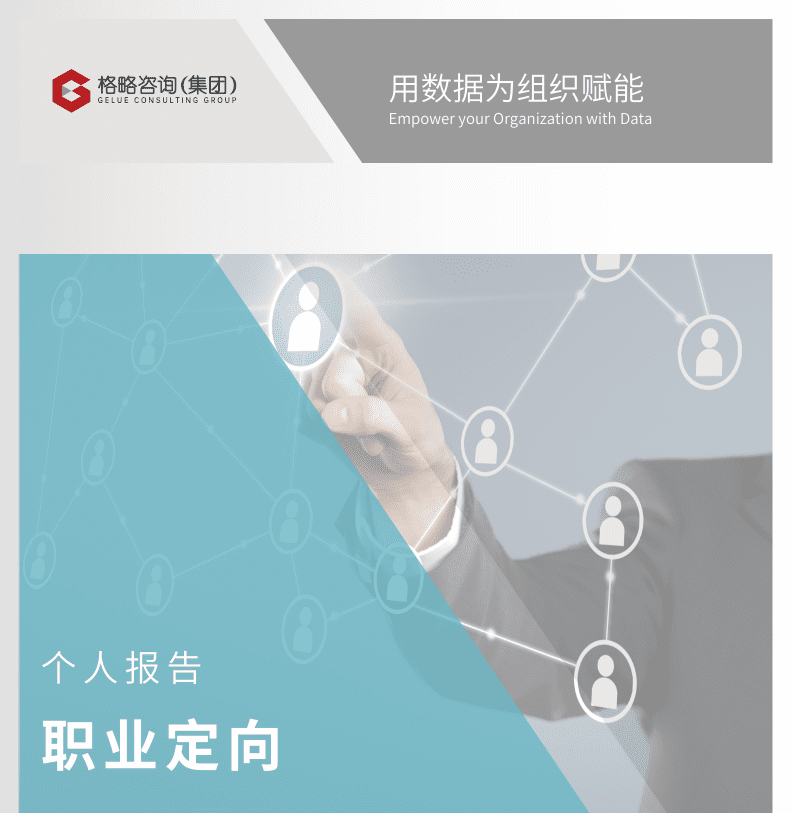 格略咨询(集团)
GELUE CONSULTING GROUP
用数据为组织赋能
Empower your Organization with Data
个人报告
职业定向